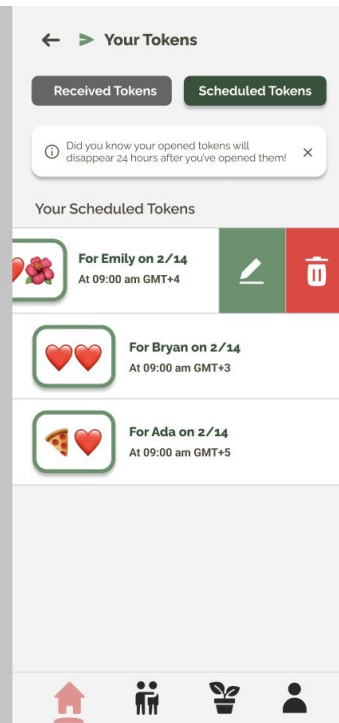 Your Tokens
Received Tokens
Scheduled Tokens
Did you know your opened tokens will
disappear 24 hours after you've opened them!
Your Scheduled Tokens
For Emily on 2/14
At 09:00 am GMT+4
For Bryan on 2/14
At 09:00 am GMT+3
For Ada on 2/14
At 09:00 am GMT+5